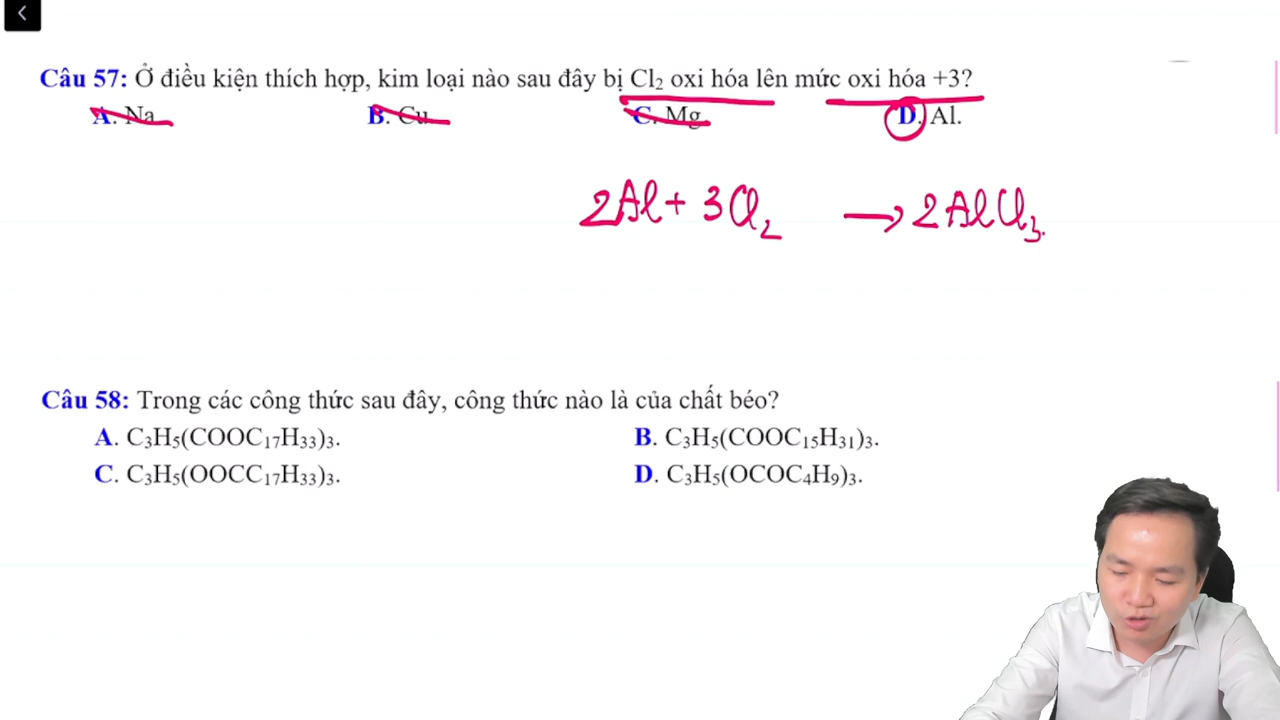 Câu 57: Ở điều kiện thích hợp, kim loại nào sau đây bị Cl₂ oxi hóa lên mức oxi hóa +3?
A. Na B. Cu C. Mg D. Al.
2Al + 3Cl₂ → 2AlCl₃.
Câu 58: Trong các công thức sau đây, công thức nào là của chất béo?
A. C₃H₅(COOC₁₇H₃₃)₃. B. C₃H₅(COOC₁₅H₃₁)₃.
C. C₃H₅(OOCC₁₇H₃₃)₃. D. C₃H₅(OCOC₄H₉)₃.